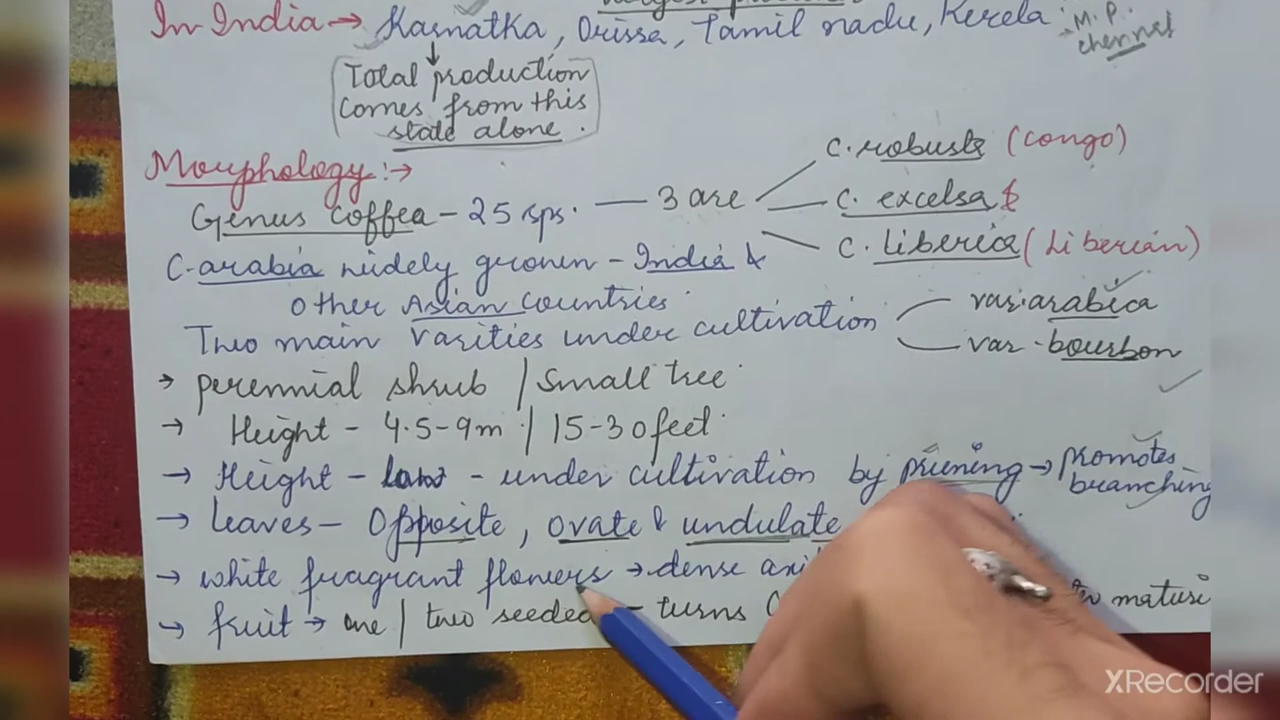 In India → Karnatka, Orissa, Tamil nadu, Kerela
M.P.
chennai
Total production
comes from this
state alone.
Morphology :→
Genus coffea - 25 sps. — 3 are
C. robusta (congo)
C. excelsa &
C. liberica (Liberian)
C. arabia widely grown - India &
other Asian countries
Two main varities under cultivation
var. arabica
var. bourbon
→ perennial shrub / small tree
→ Height - 4.5-9m / 15-30 feet
→ Height - low - under cultivation by pruning → promotes
branching
→ leaves - opposite, ovate & undulate
→ white fragrant flowers → dense axi
→ fruit → one / two seeded - turns
XRecorder